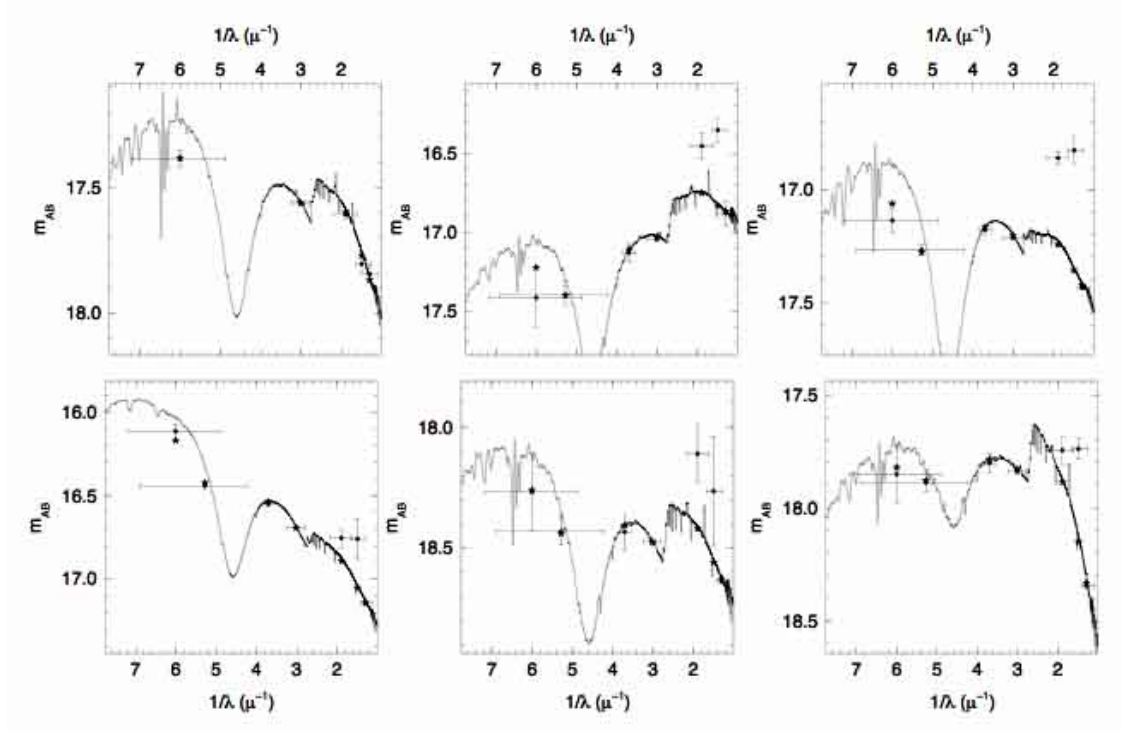 1/λ (μ⁻¹) 1/λ (μ⁻¹) 1/λ (μ⁻¹)
7 6 5 4 3 2 7 6 5 4 3 2 7 6 5 4 3 2
m_AB 17.5 18.0
m_AB 16.5 17.0 17.5
m_AB 17.0 17.5
m_AB 16.0 16.5 17.0
m_AB 18.0 18.5
m_AB 17.5 18.0 18.5
7 6 5 4 3 2 7 6 5 4 3 2 7 6 5 4 3 2
1/λ (μ⁻¹) 1/λ (μ⁻¹) 1/λ (μ⁻¹)